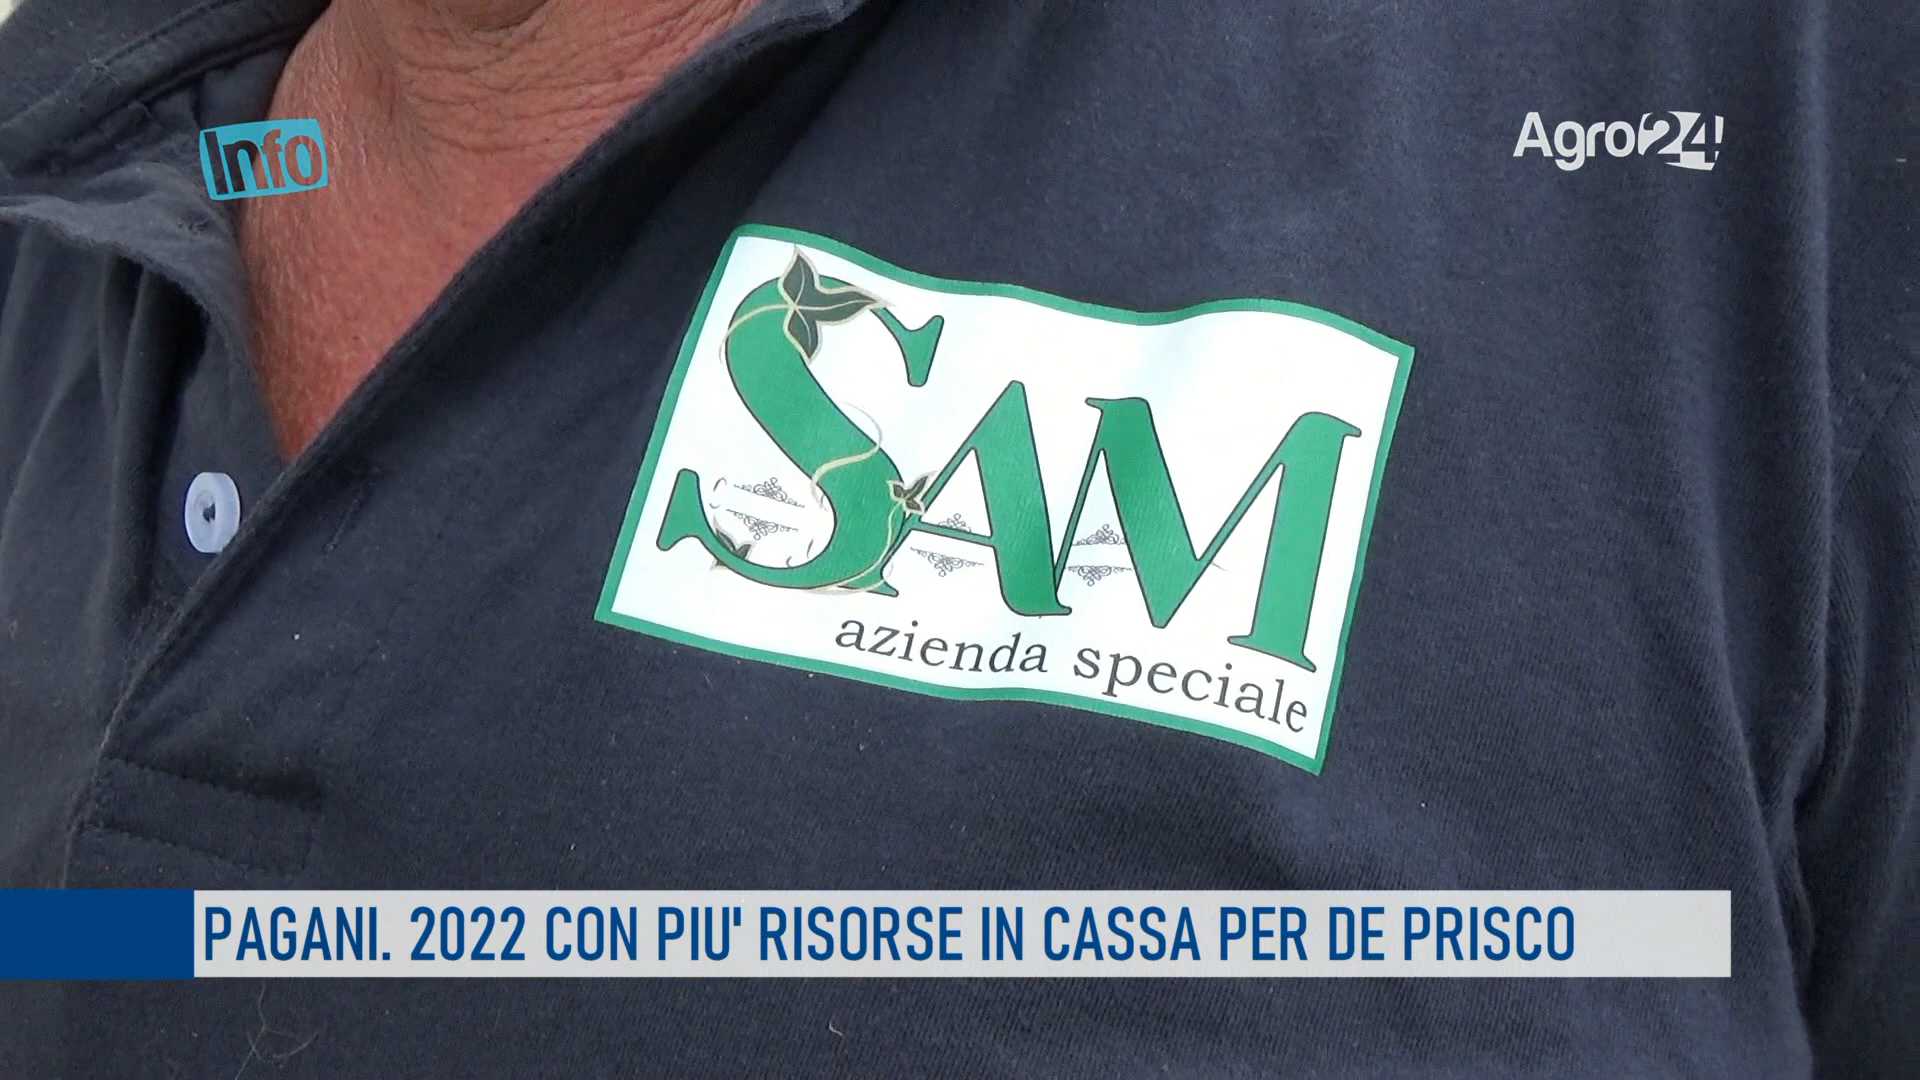 Info
Agro24!
SAM
azienda speciale
PAGANI. 2022 CON PIU' RISORSE IN CASSA PER DE PRISCO